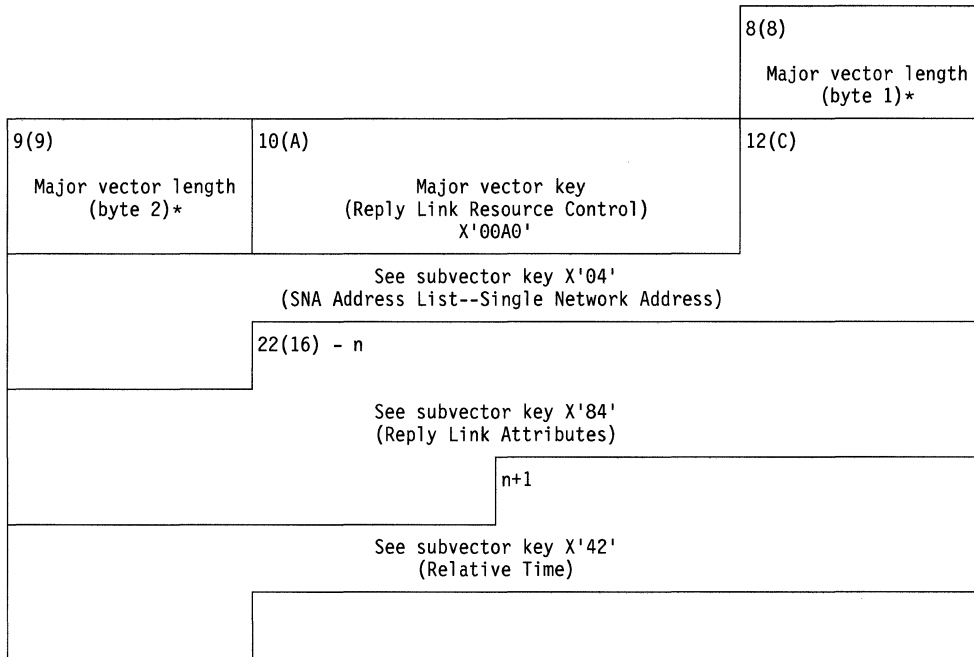 8(8)
Major vector length
(byte 1)*
9(9)
10(A)
12(C)
Major vector length
(byte 2)*
Major vector key
(Reply Link Resource Control)
X'00A0'
See subvector key X'04'
(SNA Address List--Single Network Address)
22(16) - n
See subvector key X'84'
(Reply Link Attributes)
n+1
See subvector key X'42'
(Relative Time)